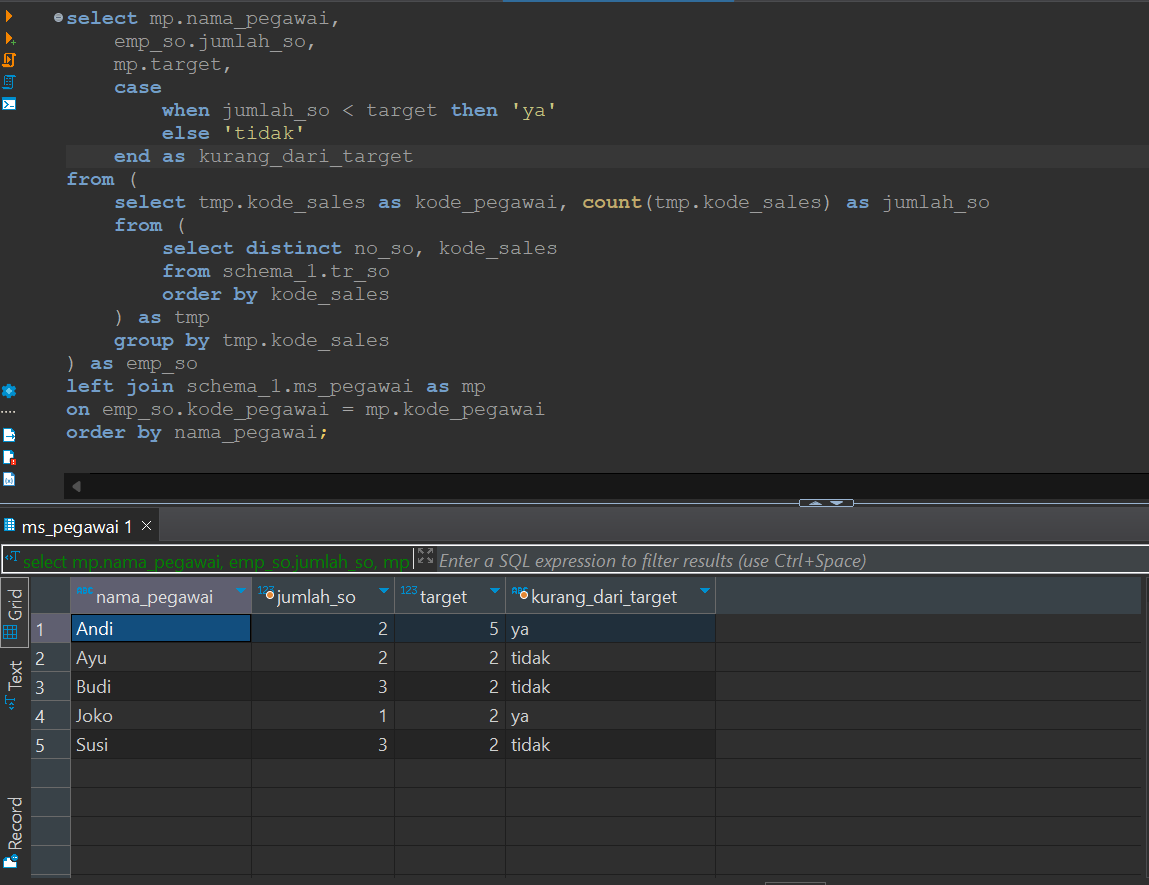 select mp.nama_pegawai,
emp_so.jumlah_so,
mp.target,
case
when jumlah_so < target then 'ya'
else 'tidak'
end as kurang_dari_target
from (
select tmp.kode_sales as kode_pegawai, count(tmp.kode_sales) as jumlah_so
from (
select distinct no_so, kode_sales
from schema_1.tr_so
order by kode_sales
) as tmp
group by tmp.kode_sales
) as emp_so
left join schema_1.ms_pegawai as mp
on emp_so.kode_pegawai = mp.kode_pegawai
order by nama_pegawai;
ms_pegawai 1
select mp.nama_pegawai, emp_so.jumlah_so, mp Enter a SQL expression to filter results (use Ctrl+Space)
Grid
Text
Record
ABC nama_pegawai 123 jumlah_so 123 target ABC kurang_dari_target
1 Andi 2 5 ya
2 Ayu 2 2 tidak
3 Budi 3 2 tidak
4 Joko 1 2 ya
5 Susi 3 2 tidak